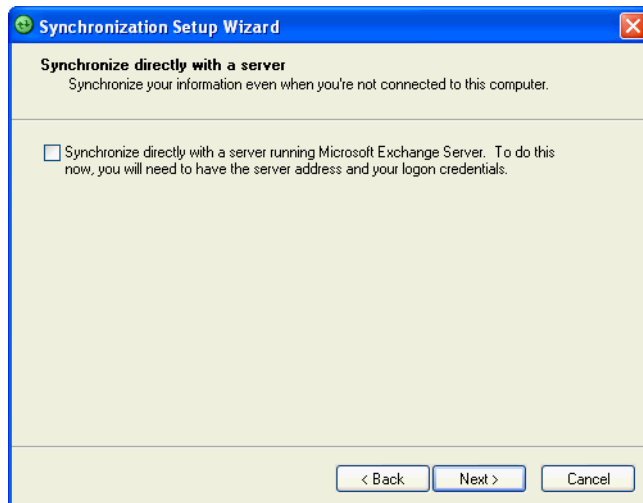 Synchronization Setup Wizard
Synchronize directly with a server
Synchronize your information even when you're not connected to this computer.
Synchronize directly with a server running Microsoft Exchange Server. To do this
now, you will need to have the server address and your logon credentials.
< Back Next > Cancel